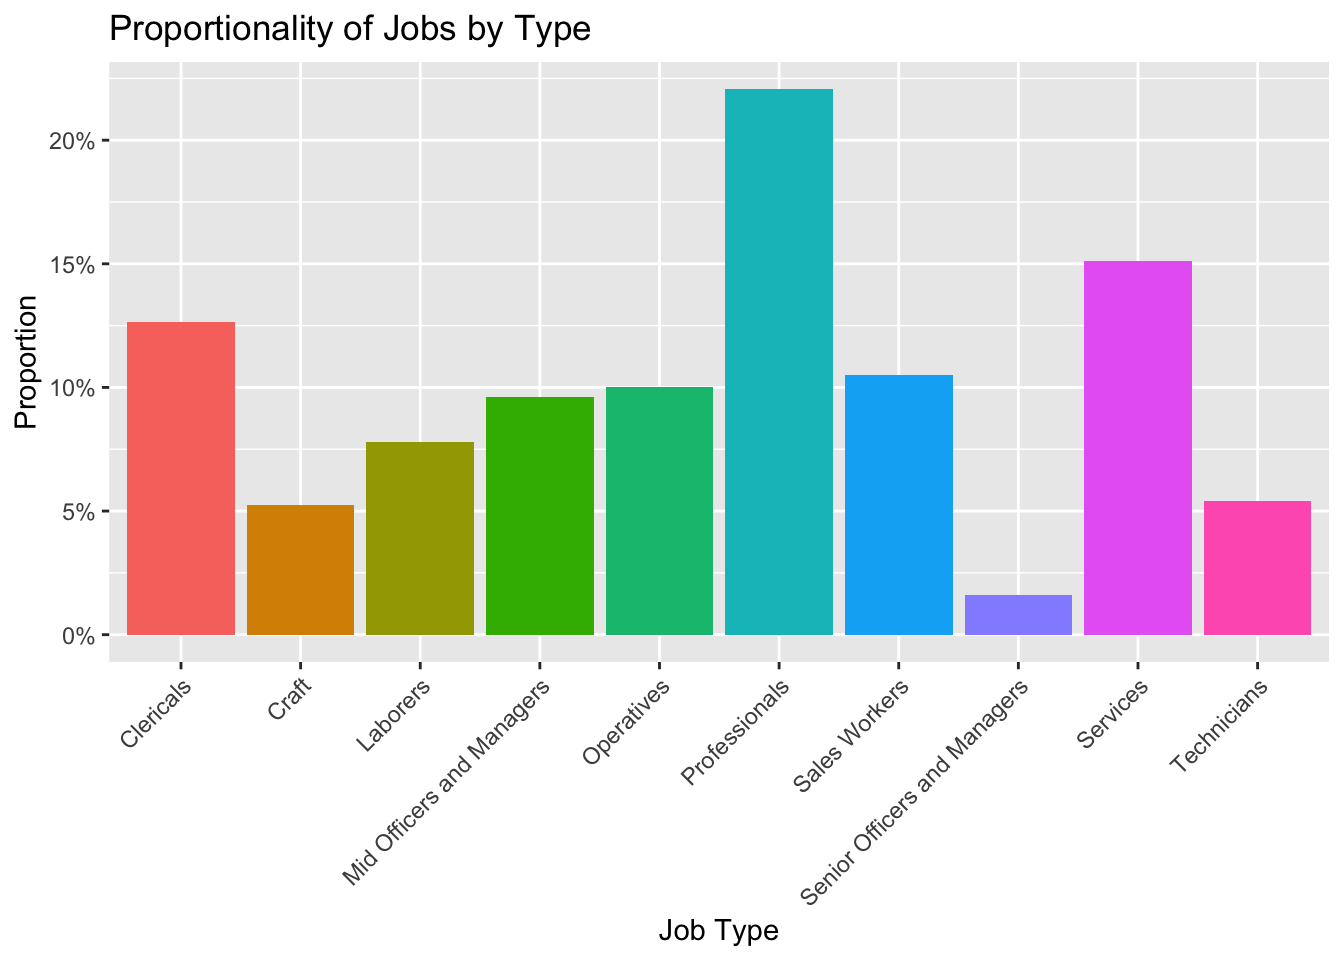 Proportionality of Jobs by Type
Proportion
20%
15%
10%
5%
0%
Clericals
Craft
Laborers
Mid Officers and Managers
Operatives
Professionals
Sales Workers
Senior Officers and Managers
Services
Technicians
Job Type